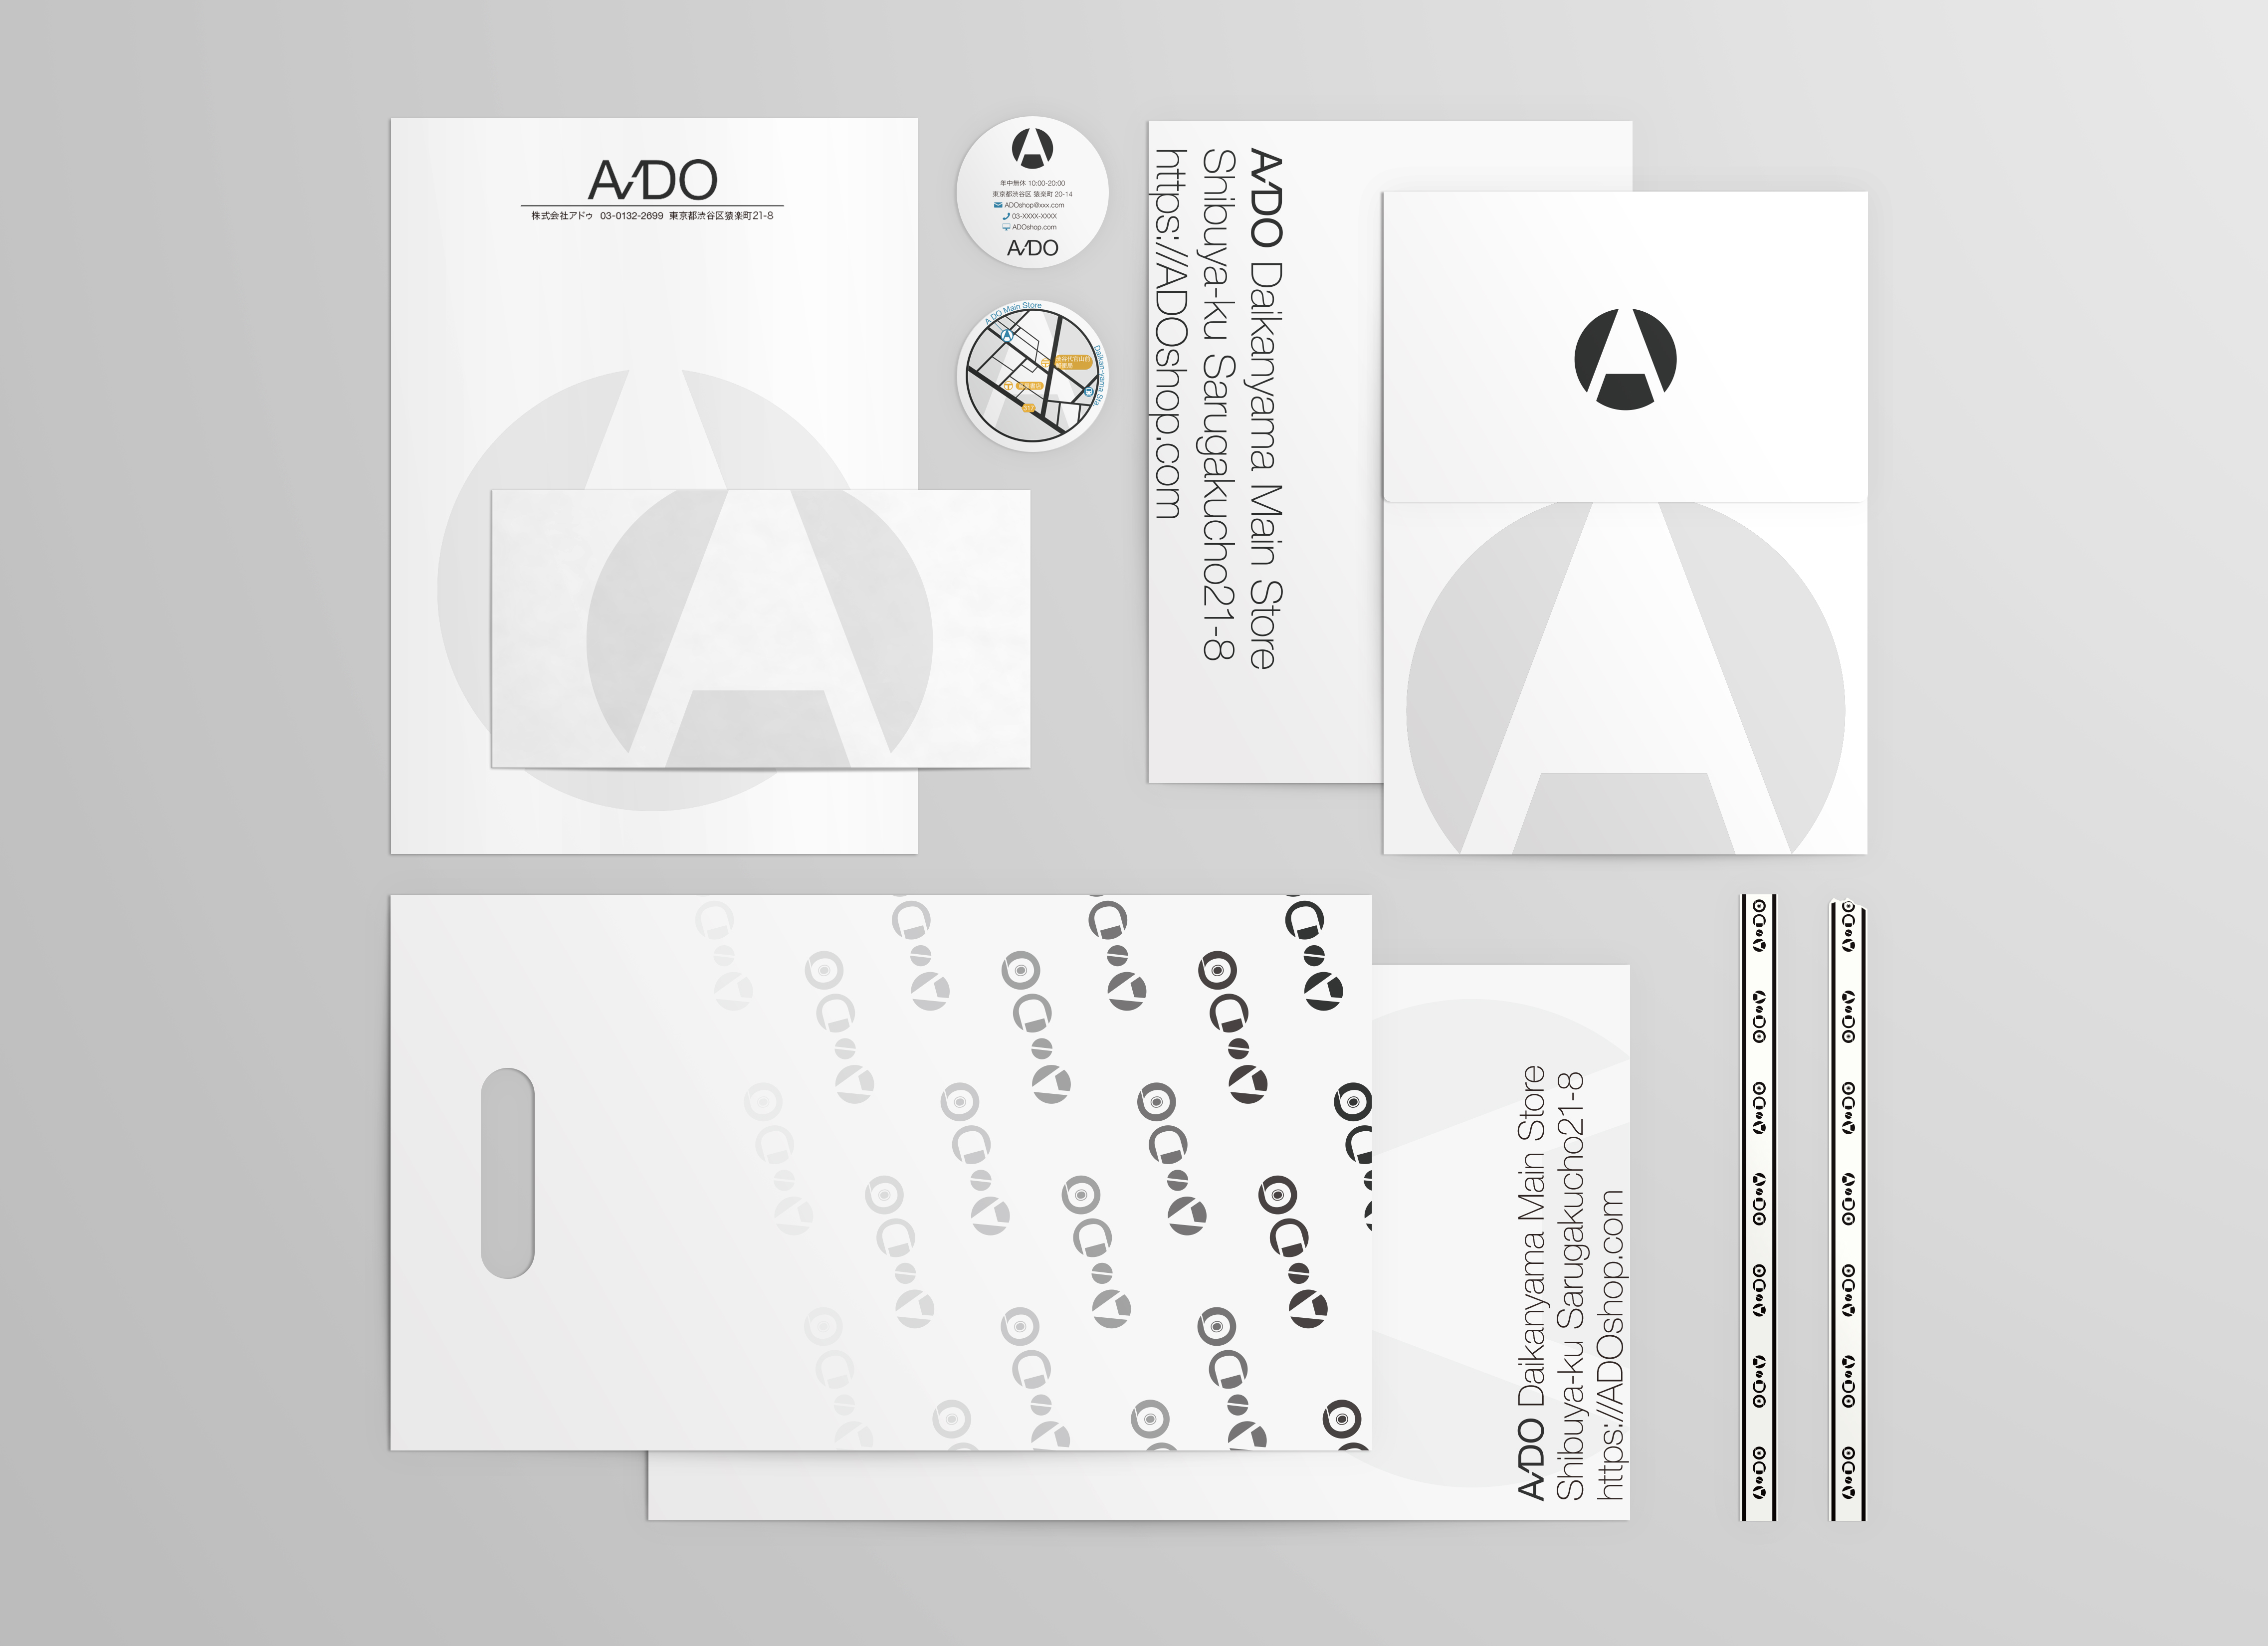 A/DO
株式会社アドゥ 03-0132-2699 東京都渋谷区猿楽町21-8
年中無休 10:00-20:00
東京都渋谷区 猿楽町 20-14
ADOshop@xxx.com
03-XXXX-XXXX
ADOshop.com
A/DO
A DO Main Store
Daikan-yama Sta
317
A/DO Daikanyama Main Store
Shibuya-ku Sarugakucho21-8
https://ADOshop.com
A/DO Daikanyama Main Store
Shibuya-ku Sarugakucho21-8
https://ADOshop.com